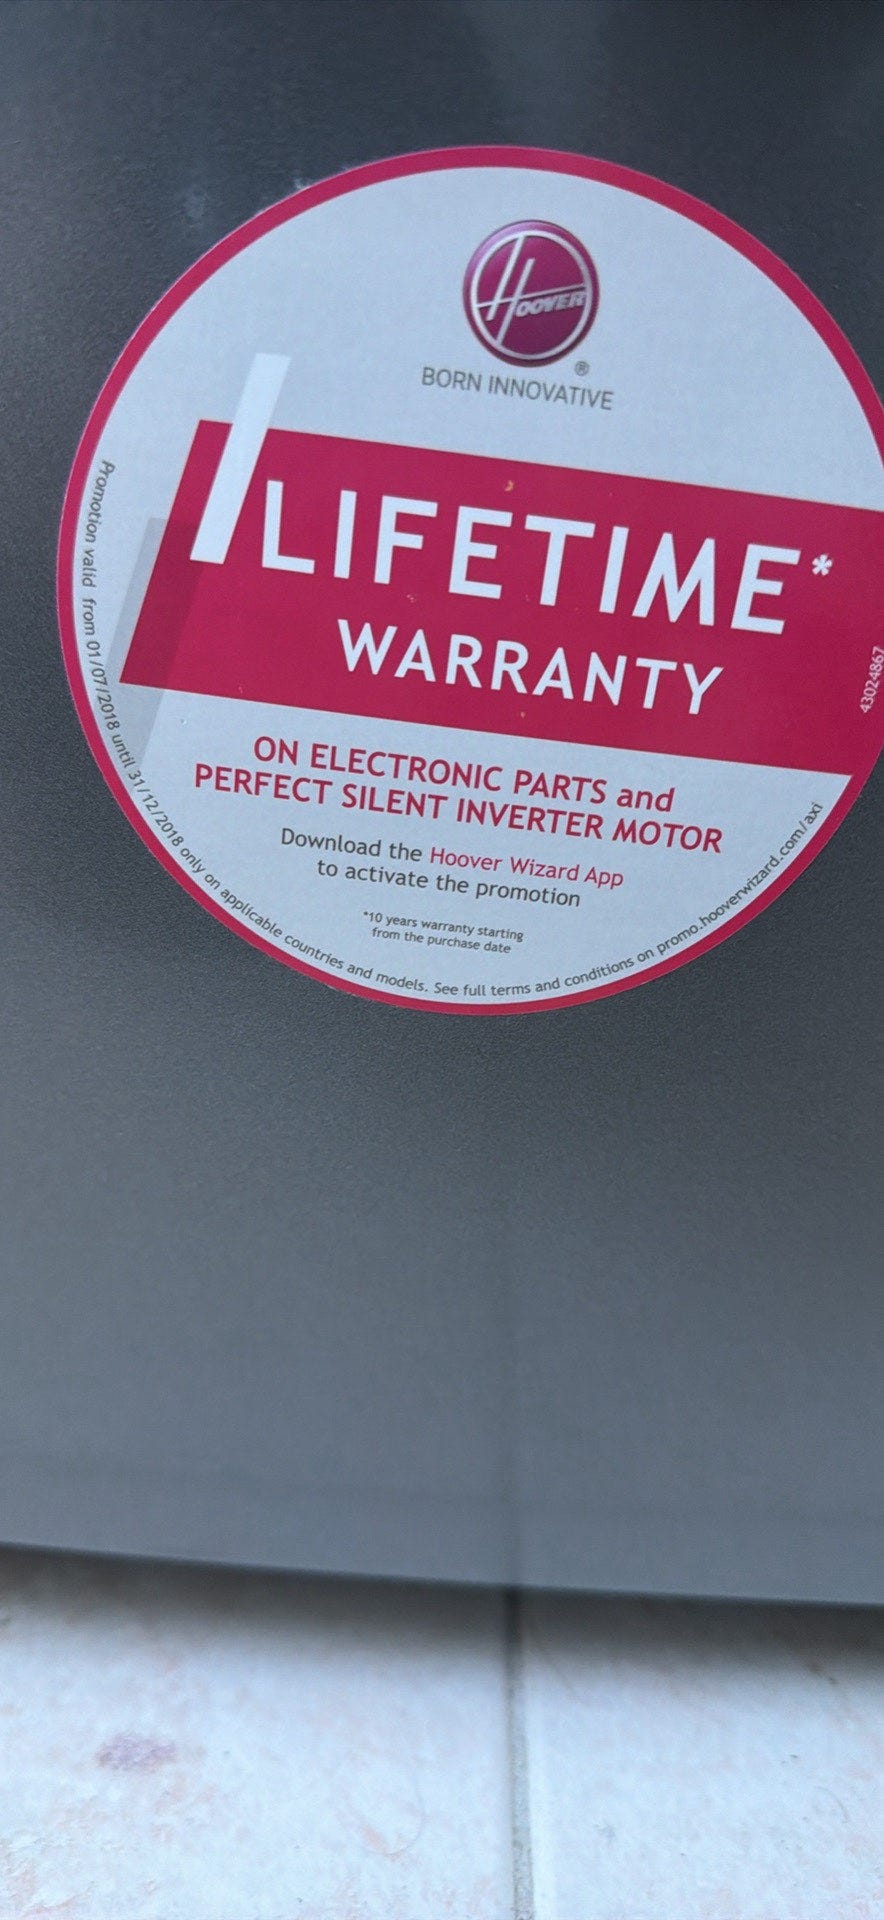 HOOVER
®
BORN INNOVATIVE
LIFETIME*
WARRANTY
ON ELECTRONIC PARTS and
PERFECT SILENT INVERTER MOTOR
Download the Hoover Wizard App
to activate the promotion
*10 years warranty starting
from the purchase date
Promotion valid from 01/07/2018 until 31/12/2018 only on applicable countries and models. See full terms and conditions on promo.hooverwizard.com/axi
43024867